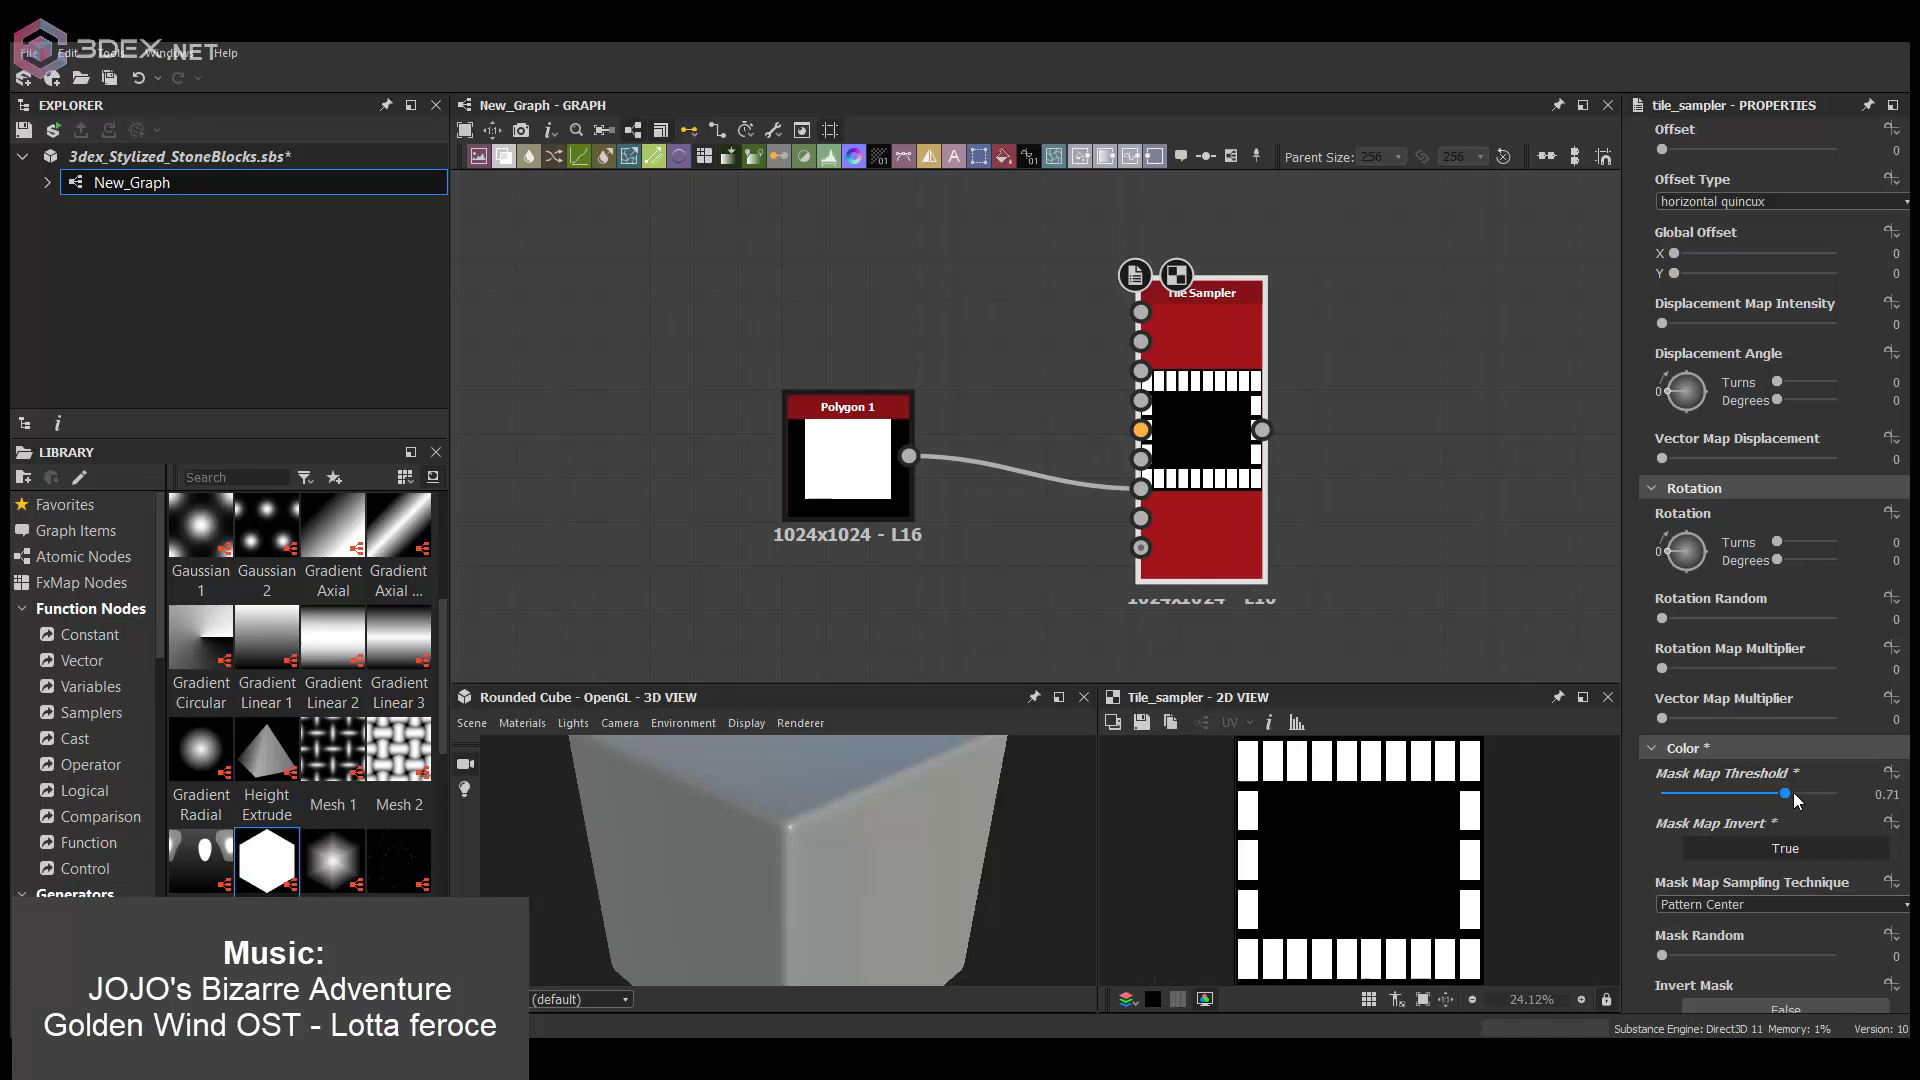 3DEX.NET
File Edit Tools Windows Help
EXPLORER
3dex_Stylized_StoneBlocks.sbs*
New_Graph
LIBRARY
Search
Favorites
Graph Items
Atomic Nodes
FxMap Nodes
Function Nodes
Constant
Vector
Variables
Samplers
Cast
Operator
Logical
Comparison
Function
Control
Generators
Gaussian 1
Gaussian 2
Gradient Axial
Gradient Axial ...
Gradient Circular
Gradient Linear 1
Gradient Linear 2
Gradient Linear 3
Gradient Radial
Height Extrude
Mesh 1
Mesh 2
New_Graph - GRAPH
Parent Size: 256 256
Polygon 1
1024x1024 - L16
Tile Sampler
1024x1024 - L16
Rounded Cube - OpenGL - 3D VIEW
Scene Materials Lights Camera Environment Display Renderer
(default)
Tile_sampler - 2D VIEW
UV
24.12%
tile_sampler - PROPERTIES
Offset
0
Offset Type
horizontal quincux
Global Offset
X 0
Y 0
Displacement Map Intensity
0
Displacement Angle
0 Turns 0
Degrees 0
Vector Map Displacement
0
Rotation
Rotation
0 Turns 0
Degrees 0
Rotation Random
0
Rotation Map Multiplier
0
Vector Map Multiplier
0
Color *
Mask Map Threshold *
0.71
Mask Map Invert *
True
Mask Map Sampling Technique
Pattern Center
Mask Random
0
Invert Mask
False
Substance Engine: Direct3D 11 Memory: 1% Version: 10
Music:
JOJO's Bizarre Adventure
Golden Wind OST - Lotta feroce